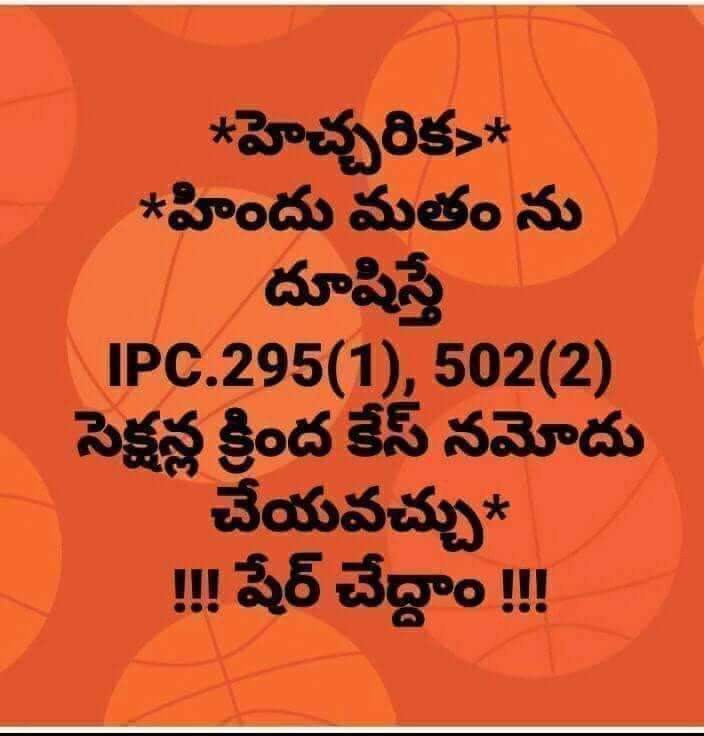 *హెచ్చరిక>*
*హిందు మతం ను
దూషిస్తే
IPC.295(1), 502(2)
సెక్షన్ల క్రింద కేస్ నమోదు
చేయవచ్చు*
!!! షేర్ చేద్దాం !!!